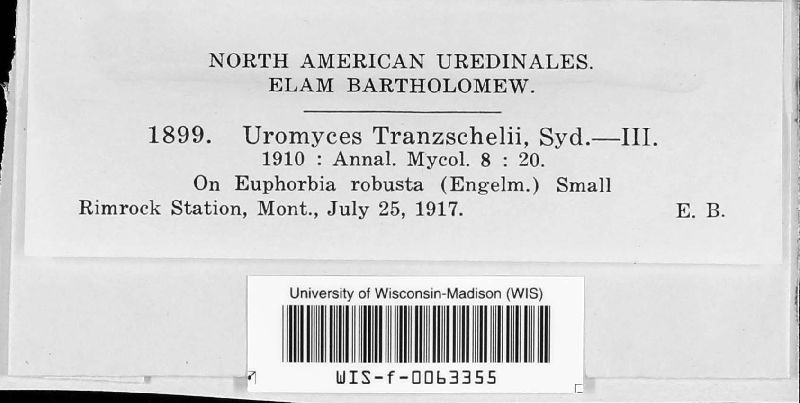 NORTH AMERICAN UREDINALES.
ELAM BARTHOLOMEW.
1899. Uromyces Tranzschelii, Syd.—III.
1910 : Annal. Mycol. 8 : 20.
On Euphorbia robusta (Engelm.) Small
Rimrock Station, Mont., July 25, 1917. E. B.
University of Wisconsin-Madison (WIS)
WIS-f-0063355